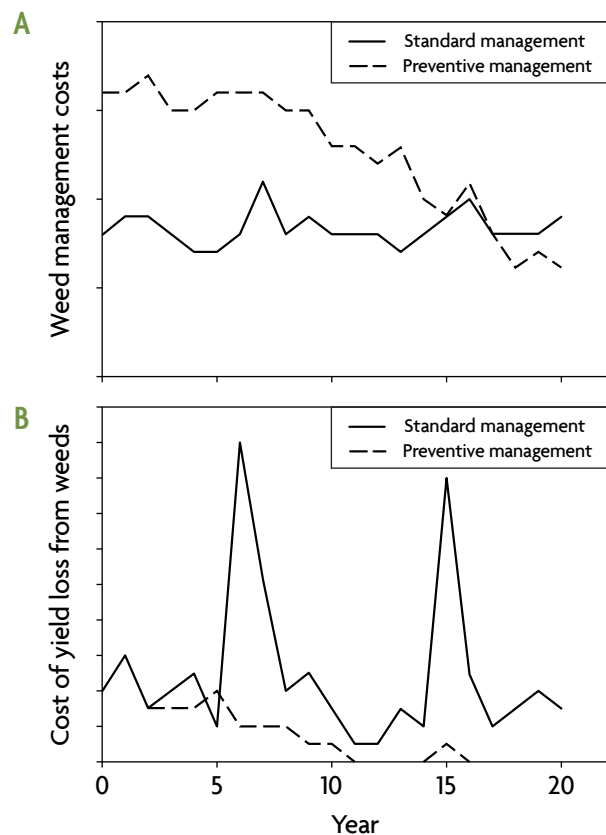 A
Standard management
Preventive management
Weed management costs
B
Standard management
Preventive management
Cost of yield loss from weeds
0 5 10 15 20
Year